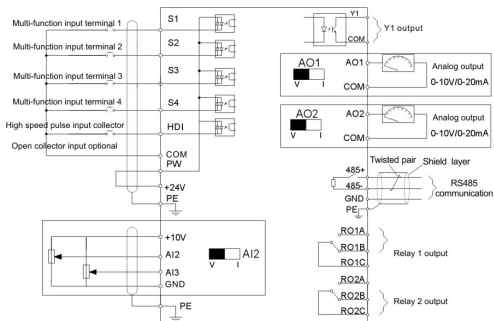 Multi-function input terminal 1
Multi-function input terminal 2
Multi-function input terminal 3
Multi-function input terminal 4
High speed pulse input collector
Open collector input optional
S1
S2
S3
S4
HDI
COM
PW
+24V
PE
+10V
AI2
AI3
GND
AI2
V I
PE
Y1
COM
Y1 output
AO1
AO1
V I
COM
Analog output
0-10V/0-20mA
AO2
AO2
V I
COM
Analog output
0-10V/0-20mA
Twisted pair
Shield layer
485+
485-
GND
PE
RS485
communication
RO1A
RO1B
RO1C
Relay 1 output
RO2A
RO2B
RO2C
Relay 2 output